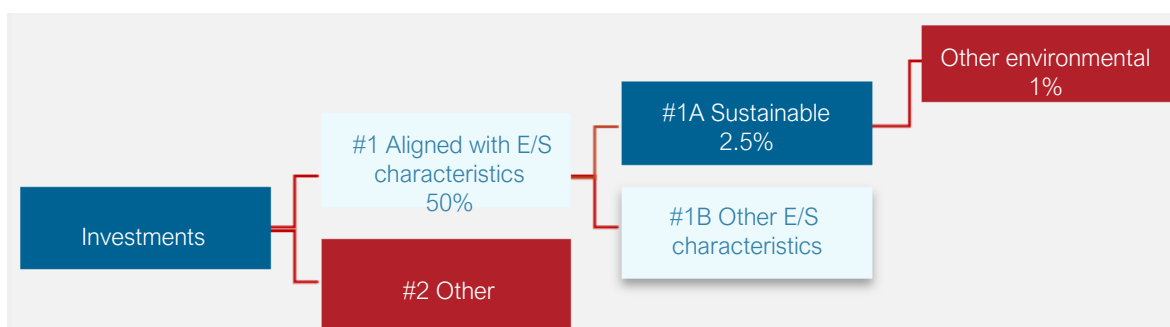 Investments
#1 Aligned with E/S
characteristics
50%
#2 Other
#1A Sustainable
2.5%
#1B Other E/S
characteristics
Other environmental
1%